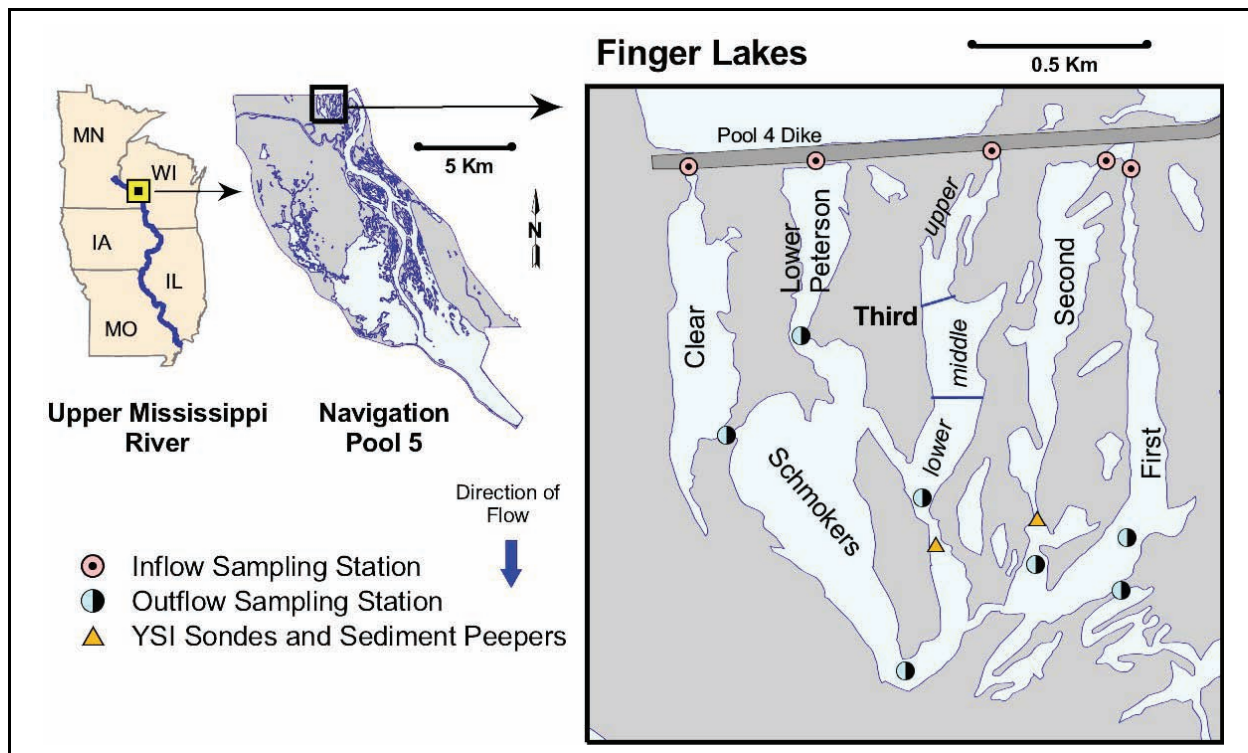 Finger Lakes
0.5 Km
MN
WI
IA
IL
MO
5 Km
N
Upper Mississippi
River
Navigation
Pool 5
Direction of
Flow
Inflow Sampling Station
Outflow Sampling Station
YSI Sondes and Sediment Peepers
Pool 4 Dike
Clear
Lower
Peterson
Third
upper
middle
lower
Second
First
Schmokers